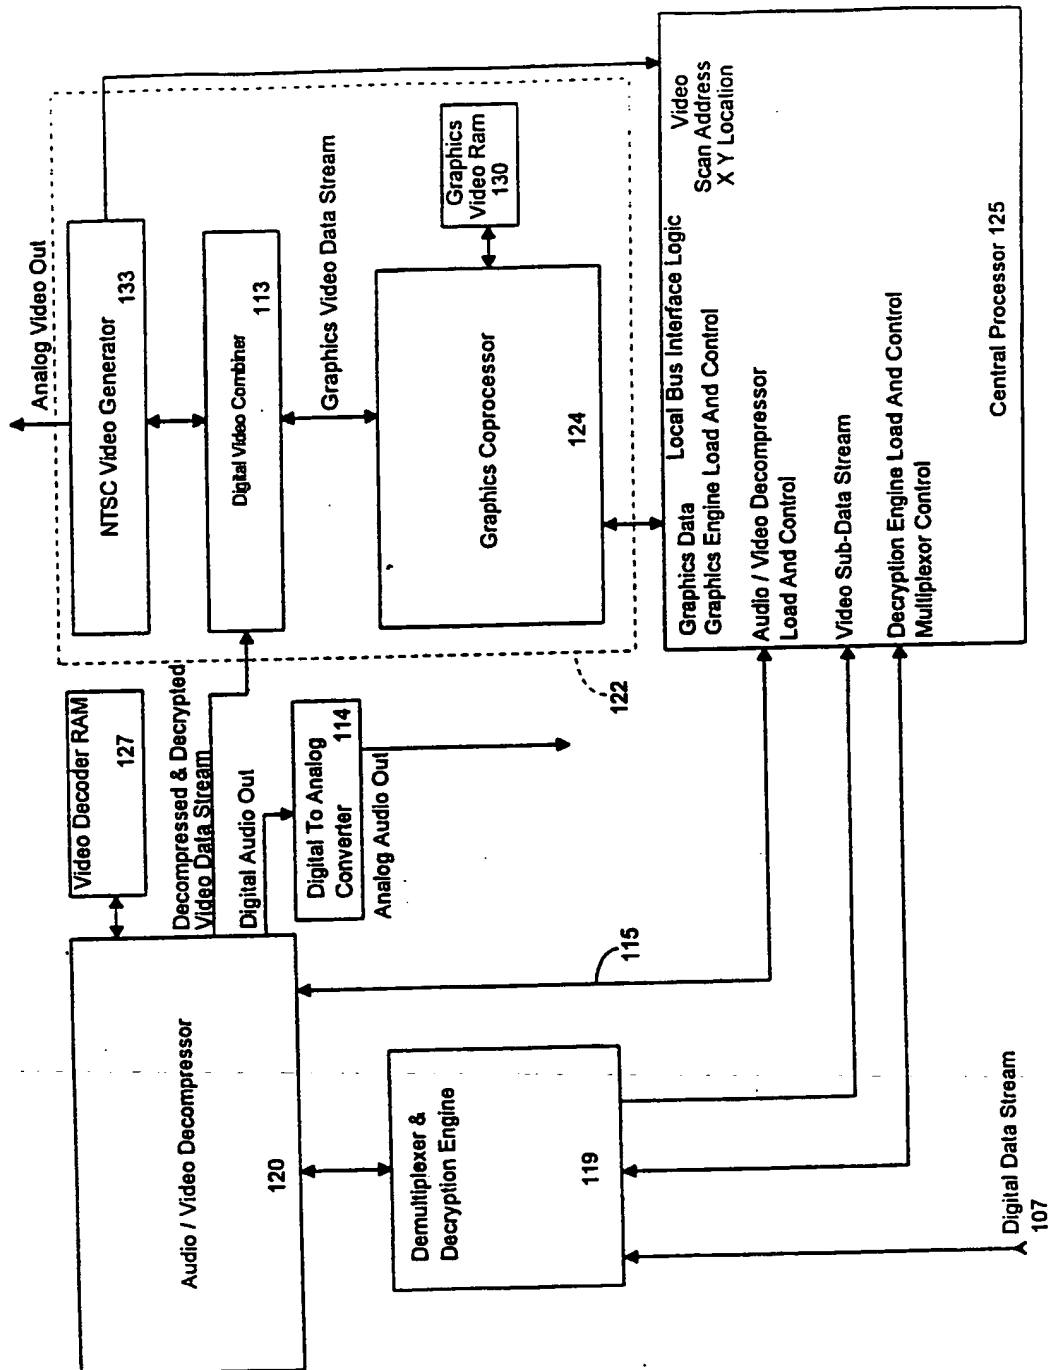 Audio / Video Decompressor
120
Video Decoder RAM
127
Decompressed & Decrypted
Video Data Stream
Digital Audio Out
Digital To Analog
Converter
114
Analog Audio Out
Analog Video Out
NTSC Video Generator
133
Digital Video Combiner
113
Graphics Video Data Stream
Graphics Coprocessor
124
Graphics
Video Ram
130
122
Demultiplexer &
Decryption Engine
119
115
Digital Data Stream
107
Graphics Data
Local Bus Interface Logic
Graphics Engine Load And Control
Video
Scan Address
X Y Location
Audio / Video Decompressor
Load And Control
Video Sub-Data Stream
Decryption Engine Load And Control
Multiplexor Control
Central Processor 125